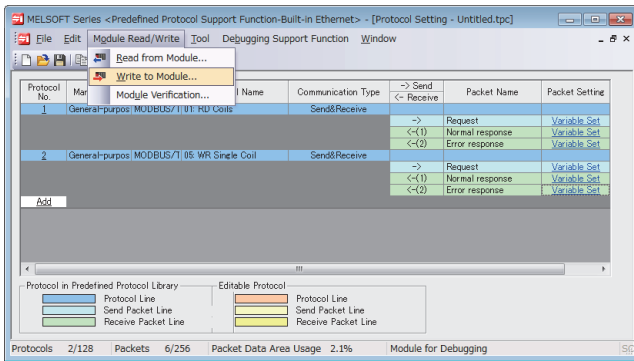 MELSOFT Series <Predefined Protocol Support Function-Built-in Ethernet> - [Protocol Setting - Untitled.tpc]
File Edit Module Read/Write Tool Debugging Support Function Window
Read from Module...
Write to Module...
Module Verification...
Protocol No. Name Communication Type -> Send <- Receive Packet Name Packet Setting
1 General-purpos MODBUS/T 01: RD Coils Send&Receive
-> Request Variable Set
<-(1) Normal response Variable Set
<-(2) Error response Variable Set
2 General-purpos MODBUS/T 05: WR Single Coil Send&Receive
-> Request Variable Set
<-(1) Normal response Variable Set
<-(2) Error response Variable Set
Add
Protocol in Predefined Protocol Library Editable Protocol
Protocol Line Protocol Line
Send Packet Line Send Packet Line
Receive Packet Line Receive Packet Line
Protocols 2/128 Packets 6/256 Packet Data Area Usage 2.1% Module for Debugging